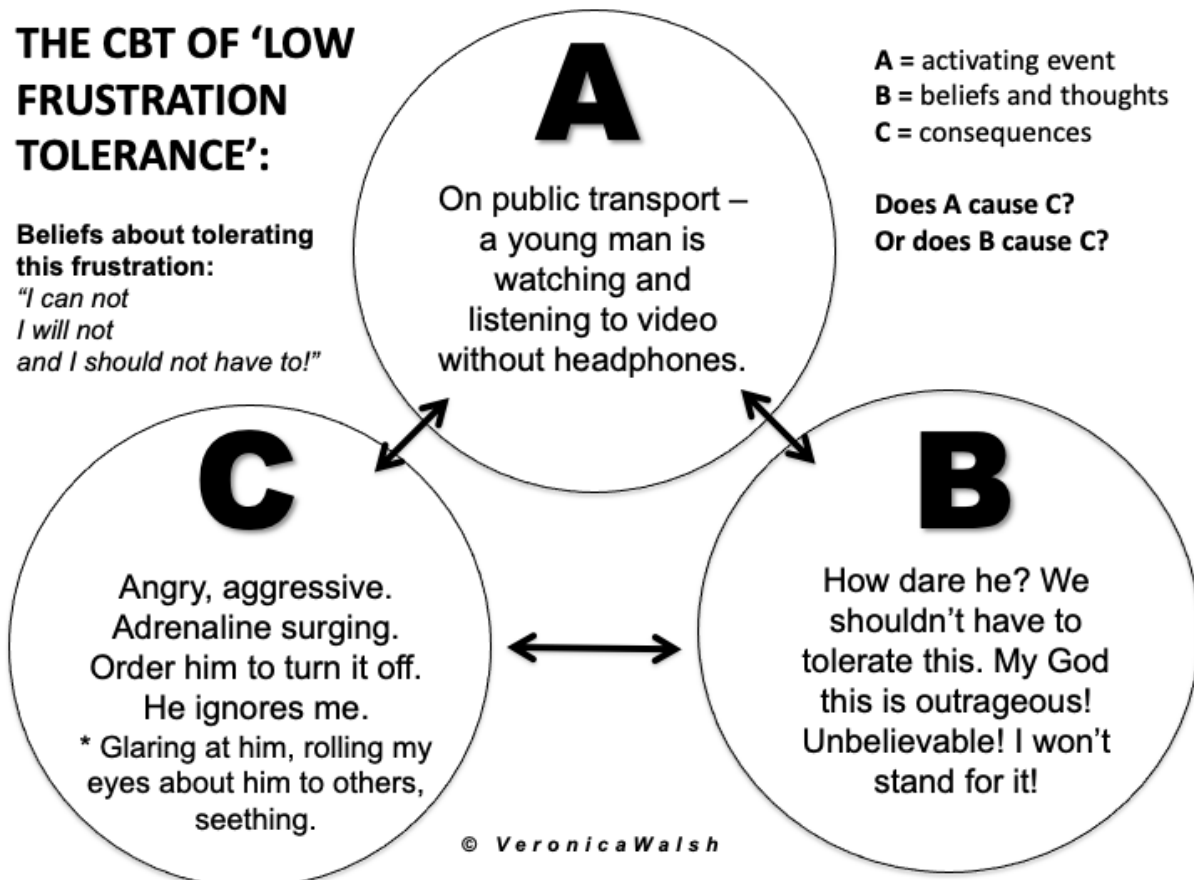 THE CBT OF ‘LOW
FRUSTRATION
TOLERANCE’:
Beliefs about tolerating
this frustration:
“I can not
I will not
and I should not have to!”
A
On public transport –
a young man is
watching and
listening to video
without headphones.
A = activating event
B = beliefs and thoughts
C = consequences
Does A cause C?
Or does B cause C?
C
Angry, aggressive.
Adrenaline surging.
Order him to turn it off.
He ignores me.
* Glaring at him, rolling my
eyes about him to others,
seething.
B
How dare he? We
shouldn’t have to
tolerate this. My God
this is outrageous!
Unbelievable! I won’t
stand for it!
© VeronicaWalsh